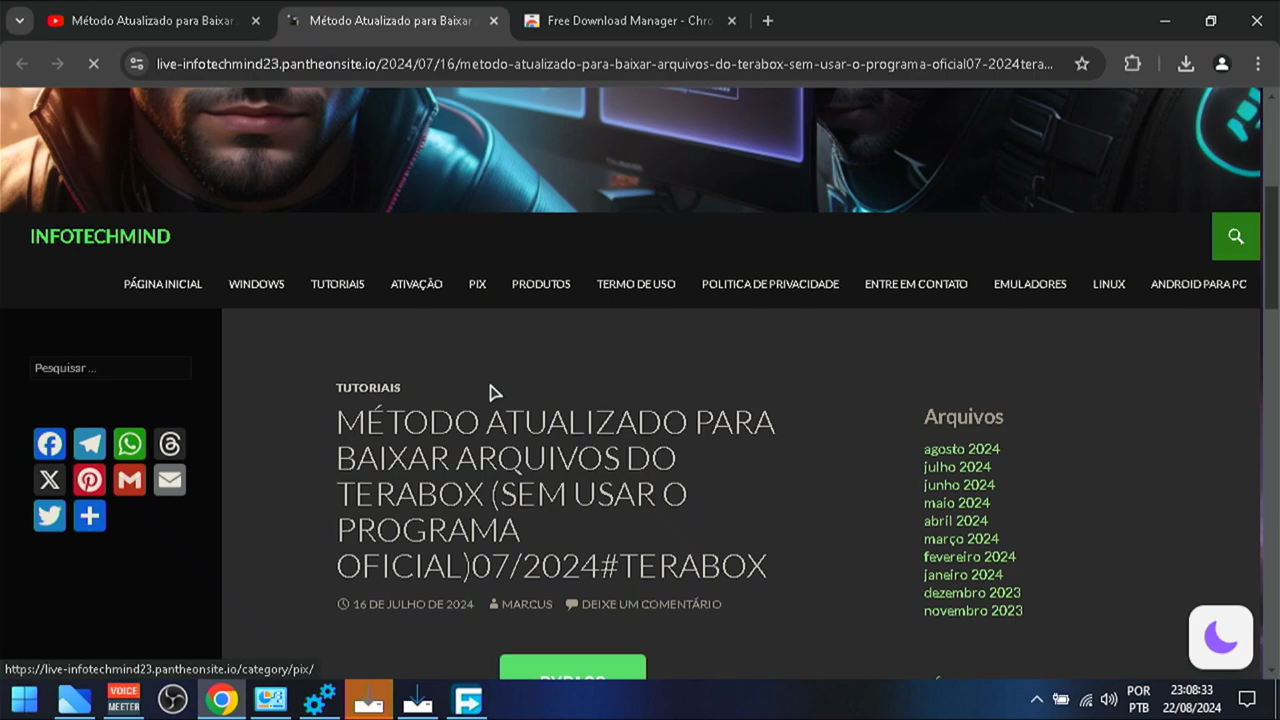 Método Atualizado para Baixar
Método Atualizado para Baixar
Free Download Manager - Chro
live-infotechmind23.pantheonsite.io/2024/07/16/metodo-atualizado-para-baixar-arquivos-do-terabox-sem-usar-o-programa-oficial07-2024tera...
INFOTECHMIND
PÁGINA INICIAL WINDOWS TUTORIAIS ATIVAÇÃO PIX PRODUTOS TERMO DE USO POLITICA DE PRIVACIDADE ENTRE EM CONTATO EMULADORES LINUX ANDROID PARA PC
Pesquisar ...
TUTORIAIS
MÉTODO ATUALIZADO PARA
BAIXAR ARQUIVOS DO
TERABOX (SEM USAR O
PROGRAMA
OFICIAL)07/2024#TERABOX
16 DE JULHO DE 2024 MARCUS DEIXE UM COMENTÁRIO
Arquivos
agosto 2024
julho 2024
junho 2024
maio 2024
abril 2024
março 2024
fevereiro 2024
janeiro 2024
dezembro 2023
novembro 2023
https://live-infotechmind23.pantheonsite.io/category/pix/
VOICE
MEETER
POR
PTB
23:08:33
22/08/2024